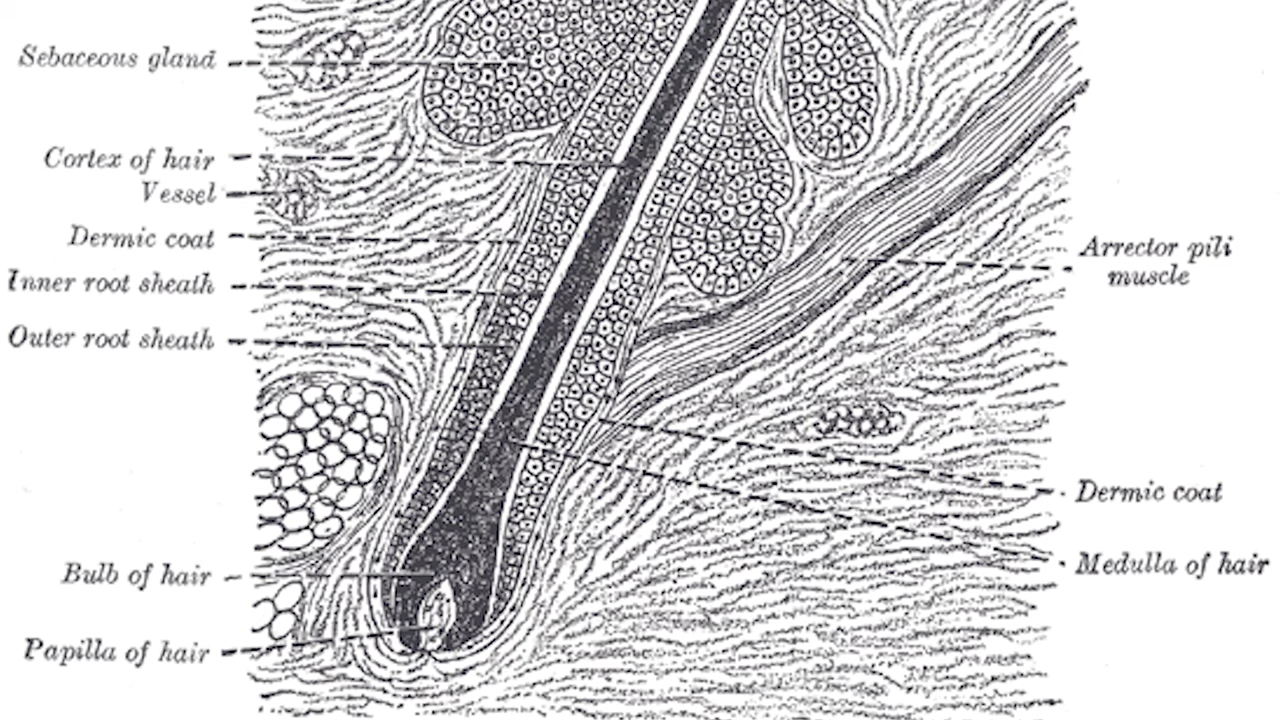 Sebaceous gland
Cortex of hair
Vessel
Dermic coat
Inner root sheath
Outer root sheath
Bulb of hair
Papilla of hair
Arrector pili
muscle
Dermic coat
Medulla of hair